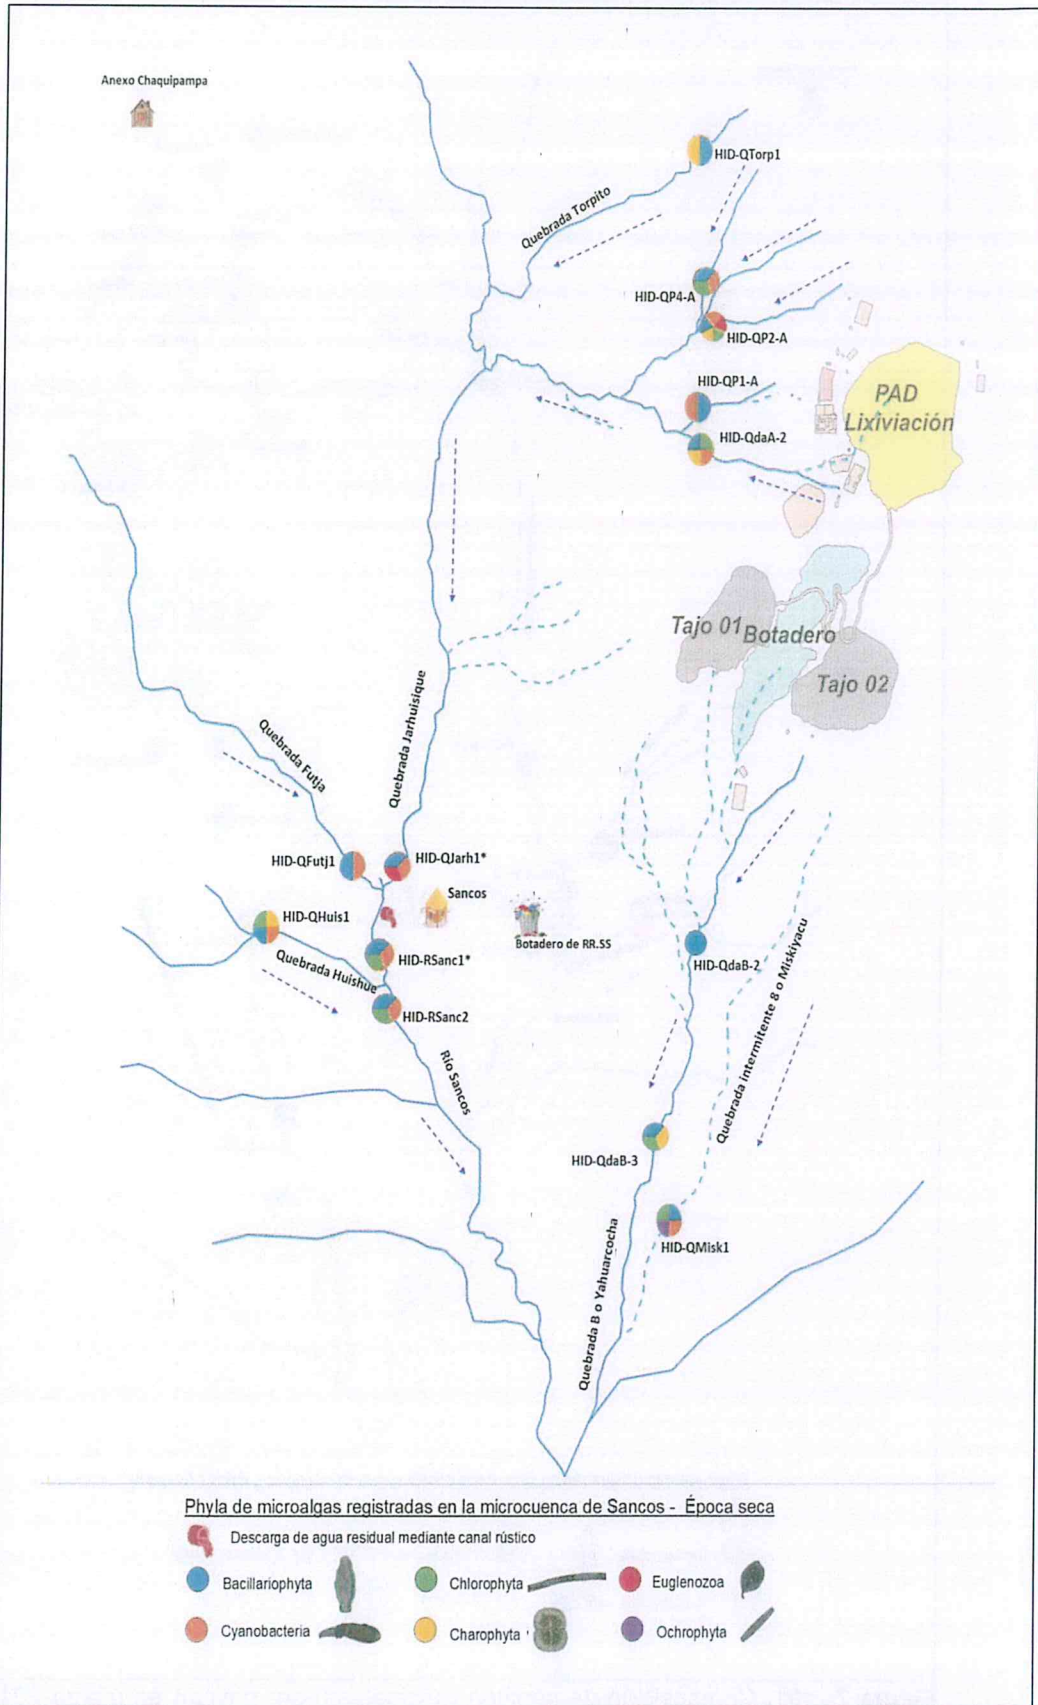 Anexo Chaquipampa
HID-QTorp1
Quebrada Torpito
HID-QP4-A
HID-QP2-A
HID-QP1-A
HID-QdaA-2
PAD
Lixiviación
Tajo 01
Botadero
Tajo 02
Quebrada Jarhuisique
Quebrada Futja
HID-QFutj1
HID-QJarh1*
Sancos
HID-QHuis1
Botadero de RR.SS
HID-RSanc1*
Quebrada Huishue
HID-RSanc2
HID-QdaB-2
Quebrada intermitente 8 o Miskiyacu
Río Sancos
HID-QdaB-3
HID-QMisk1
Quebrada B o Yahuarcocha
Phyla de microalgas registradas en la microcuenca de Sancos - Época seca
Descarga de agua residual mediante canal rústico
Bacillariophyta
Chlorophyta
Euglenozoa
Cyanobacteria
Charophyta
Ochrophyta